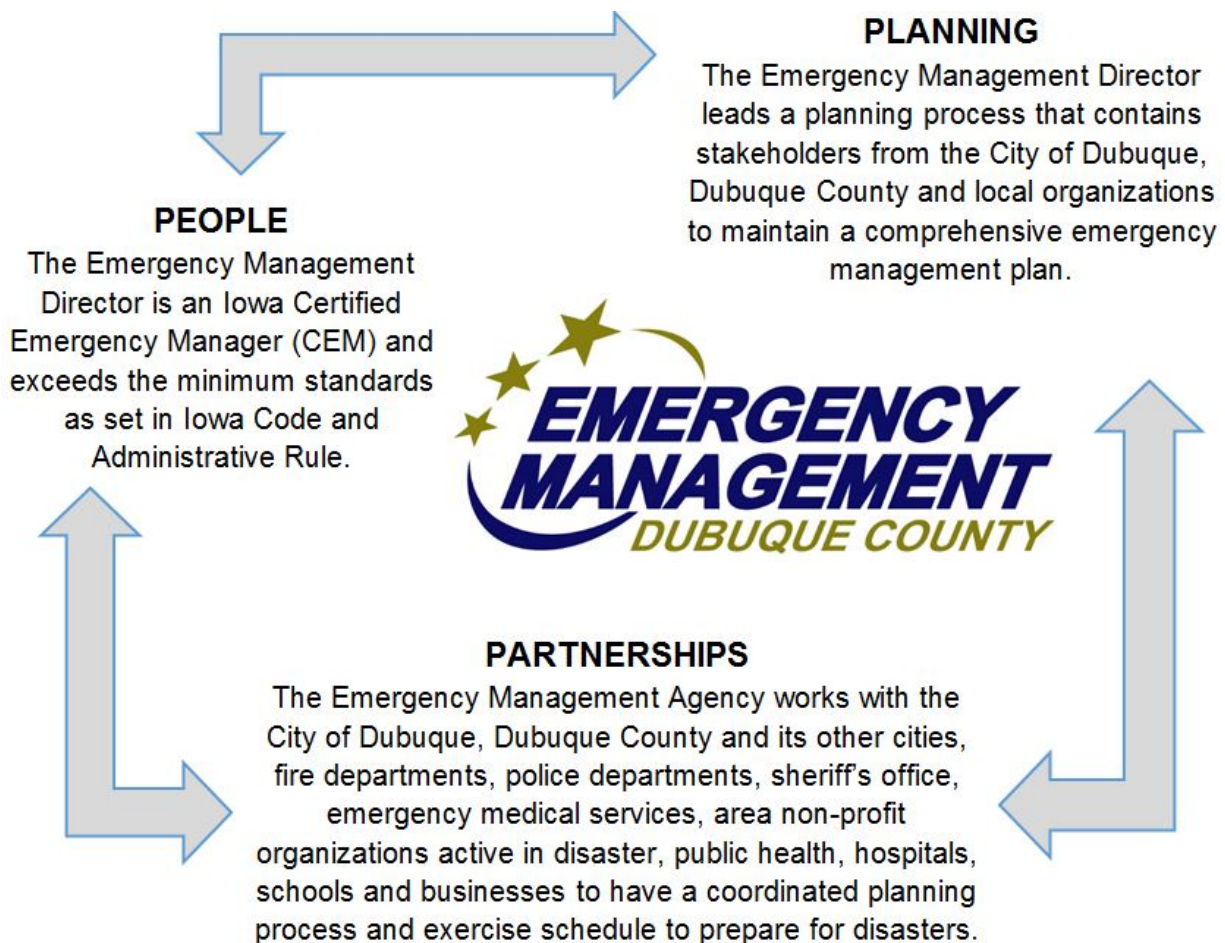 PLANNING
The Emergency Management Director
leads a planning process that contains
stakeholders from the City of Dubuque,
Dubuque County and local organizations
to maintain a comprehensive emergency
management plan.
PEOPLE
The Emergency Management
Director is an Iowa Certified
Emergency Manager (CEM) and
exceeds the minimum standards
as set in Iowa Code and
Administrative Rule.
EMERGENCY
MANAGEMENT
DUBUQUE COUNTY
PARTNERSHIPS
The Emergency Management Agency works with the
City of Dubuque, Dubuque County and its other cities,
fire departments, police departments, sheriff's office,
emergency medical services, area non-profit
organizations active in disaster, public health, hospitals,
schools and businesses to have a coordinated planning
process and exercise schedule to prepare for disasters.